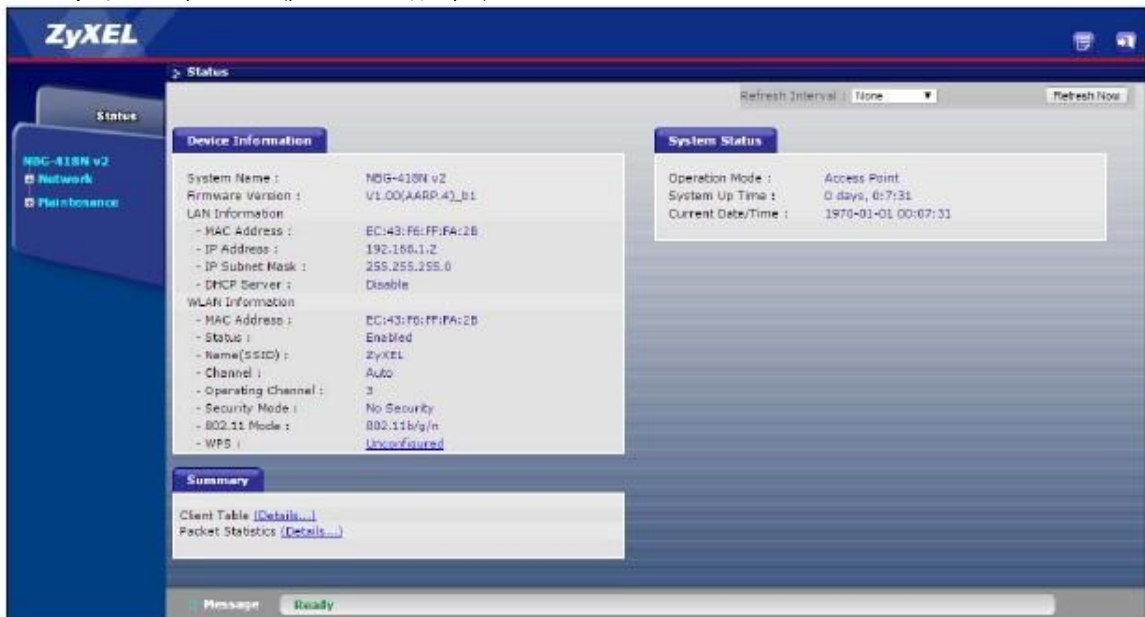 ZyXEL
Status
Refresh Interval : None
Refresh Now
Status
NBG-418N v2
Network
Maintenance
Device Information
System Name : NBG-418N v2
Firmware Version : V1.00(AARP.4)_b1
LAN Information
- MAC Address : EC:43:F6:FF:FA:2B
- IP Address : 192.168.1.2
- IP Subnet Mask : 255.255.255.0
- DHCP Server : Disable
WLAN Information
- MAC Address : EC:43:F6:FF:FA:2B
- Status : Enabled
- Name(SSID) : ZyXEL
- Channel : Auto
- Operating Channel : 3
- Security Mode : No Security
- 802.11 Mode : 802.11b/g/n
- WPS : Unconfigured
Summary
Client Table (Details...)
Packet Statistics (Details...)
System Status
Operation Mode : Access Point
System Up Time : 0 days, 0:7:31
Current Date/Time : 1970-01-01 00:07:31
Message Ready